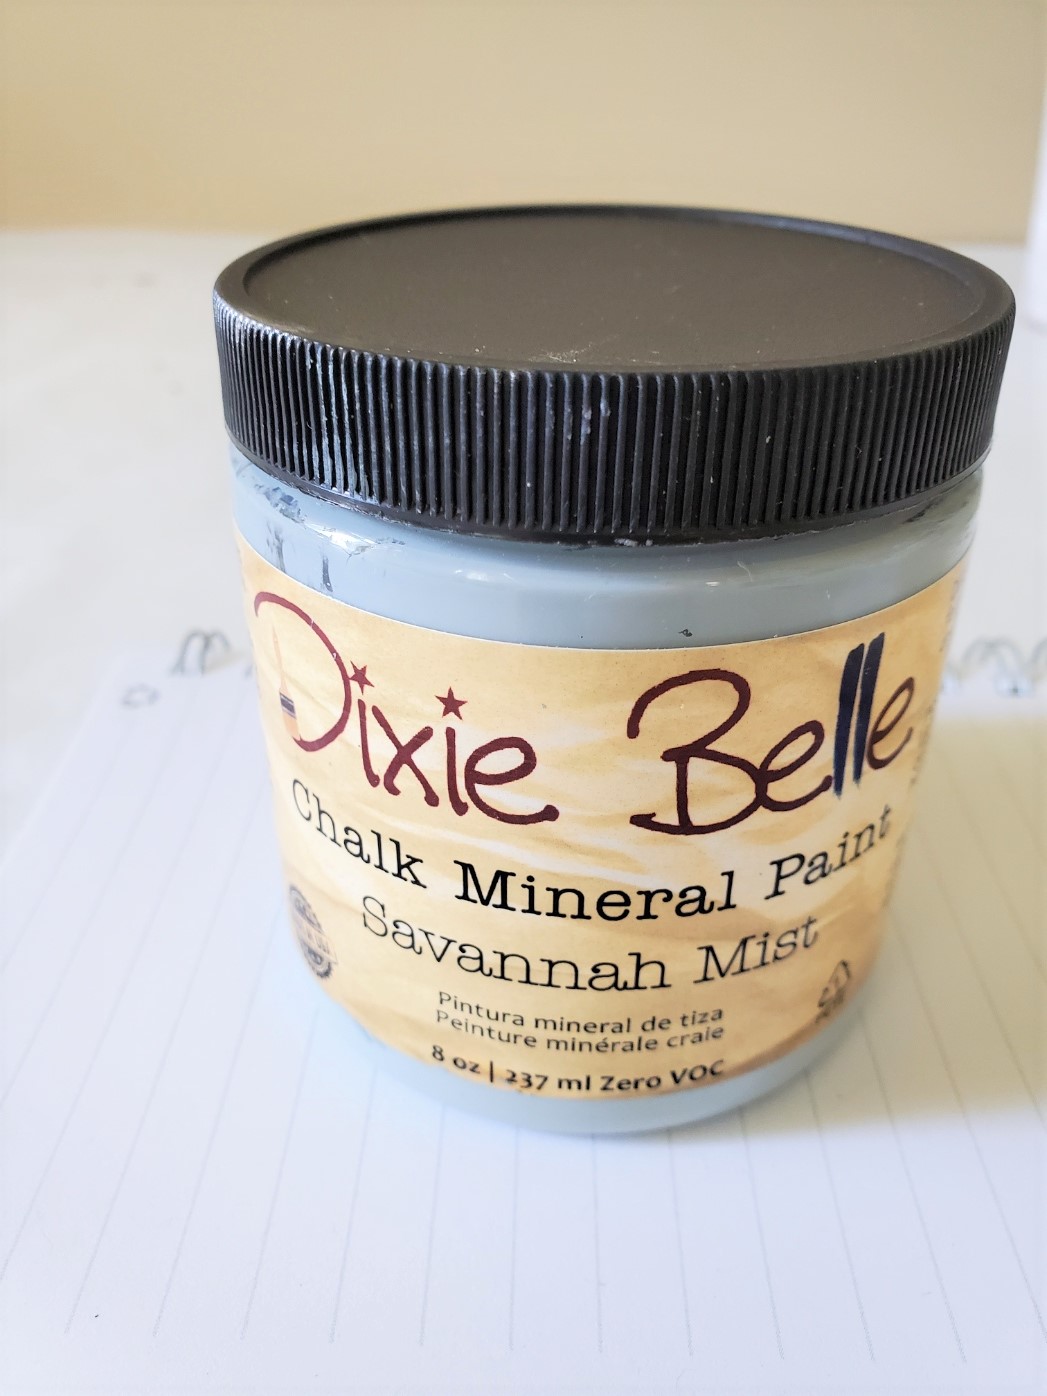 Dixie Belle
Chalk Mineral Paint
Savannah Mist
Pintura mineral de tiza
Peinture minérale craie
8 oz | 237 ml Zero VOC